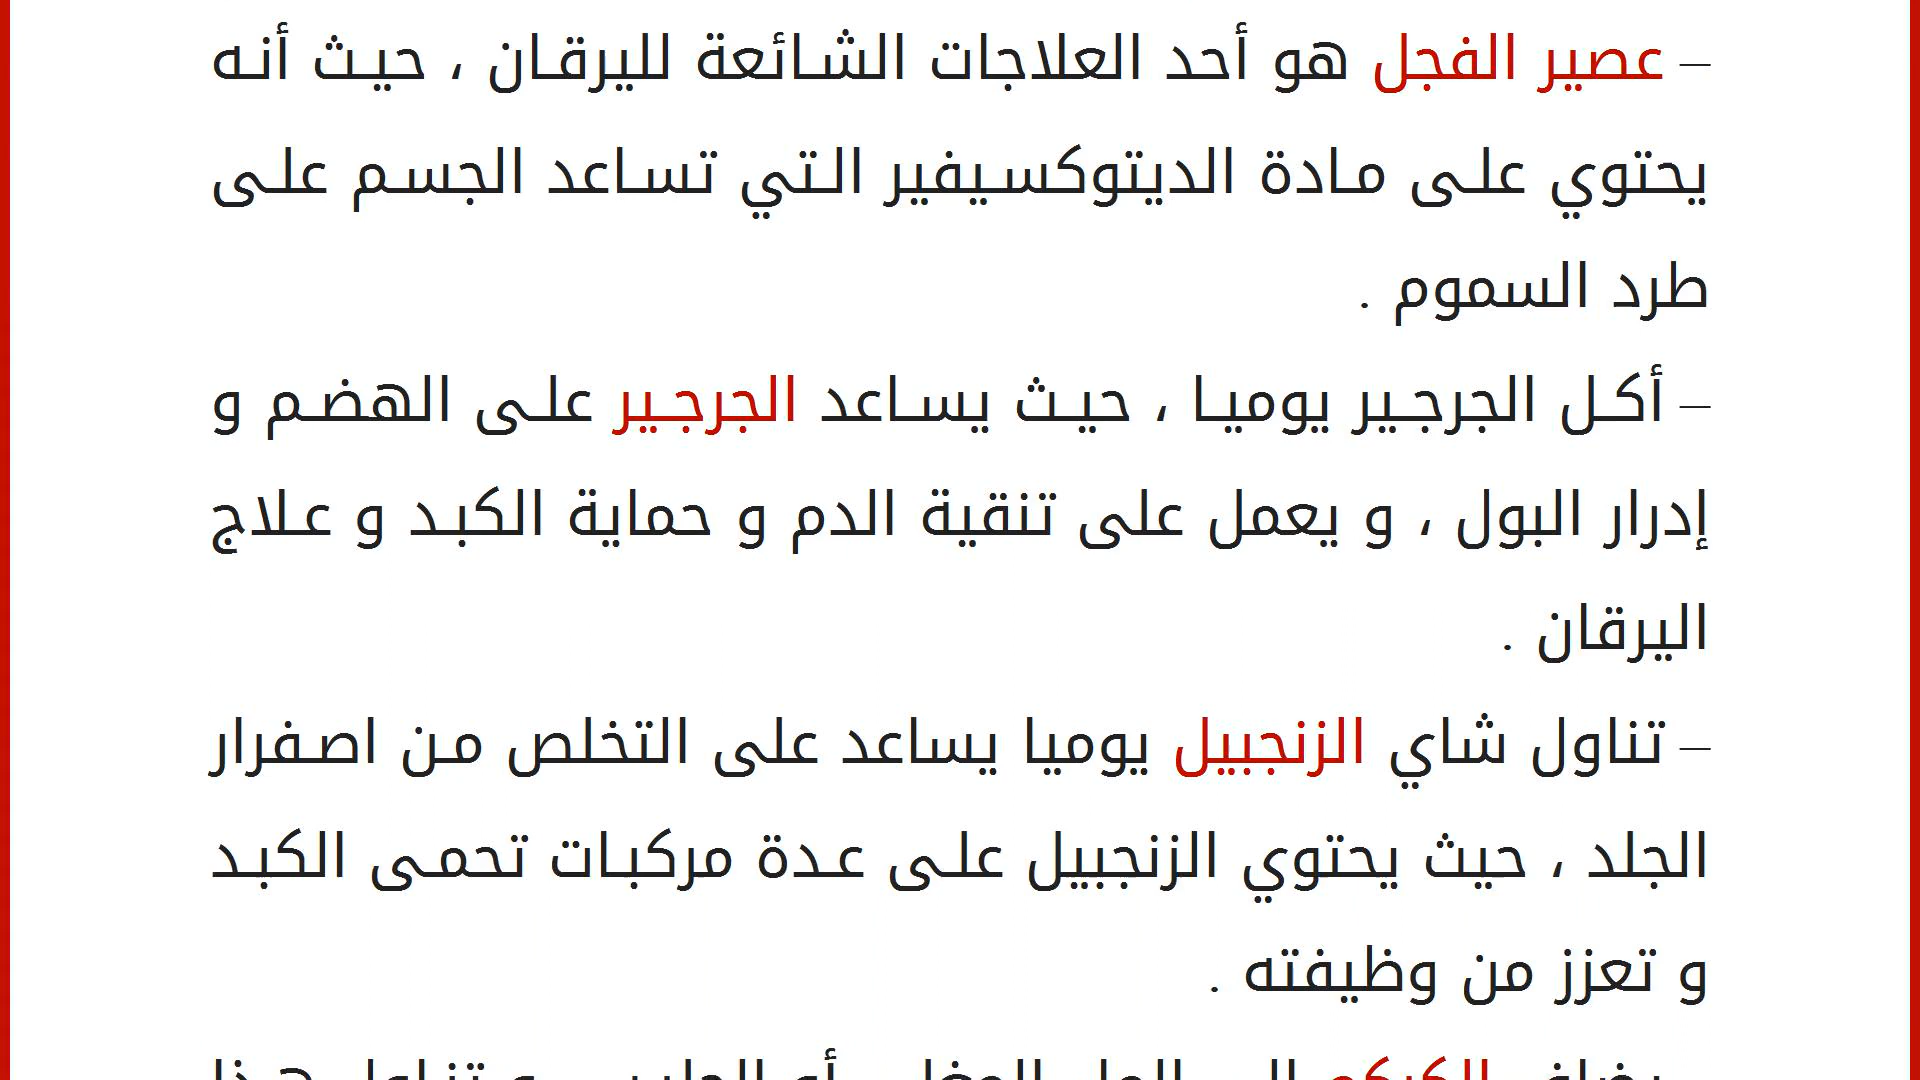 – عصير الفجل هو أحد العلاجات الشائعة لليرقان ، حيث أنه
يحتوي على مادة الديتوكسيفير التي تساعد الجسم على
طرد السموم .
– أكل الجرجير يوميا ، حيث يساعد الجرجير على الهضم و
إدرار البول ، و يعمل على تنقية الدم و حماية الكبد و علاج
اليرقان .
– تناول شاي الزنجبيل يوميا يساعد على التخلص من اصفرار
الجلد ، حيث يحتوي الزنجبيل على عدة مركبات تحمى الكبد
و تعزز من وظيفته .
الكركم